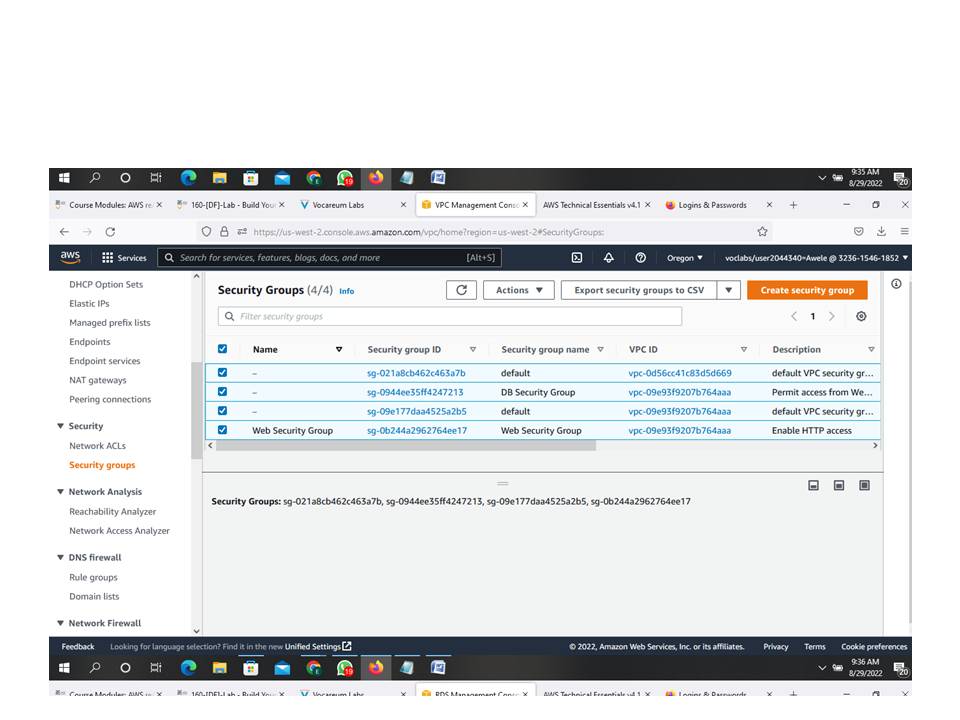 9:35 AM
8/29/2022
20
19
Course Modules: AWS re/
160-[DF]-Lab - Build You
Vocareum Labs
VPC Management Conso
AWS Technical Essentials v4.1
Logins & Passwords
https://us-west-2.console.aws.amazon.com/vpc/home?region=us-west-2#SecurityGroups:
aws
Services
Search for services, features, blogs, docs, and more
[Alt+S]
Oregon
voclabs/user2044340=Awele @ 3236-1546-1852
DHCP Option Sets
Elastic IPs
Managed prefix lists
Endpoints
Endpoint services
NAT gateways
Peering connections
Security
Network ACLs
Security groups
Network Analysis
Reachability Analyzer
Network Access Analyzer
DNS firewall
Rule groups
Domain lists
Network Firewall
Security Groups (4/4) Info
Actions
Export security groups to CSV
Create security group
Filter security groups
1
Name Security group ID Security group name VPC ID Description
– sg-021a8cb462c463a7b default vpc-0d56cc41c83d5d669 default VPC security gr...
– sg-0944ee35ff4247213 DB Security Group vpc-09e93f9207b764aaa Permit access from We...
– sg-09e177daa4525a2b5 default vpc-09e93f9207b764aaa default VPC security gr...
Web Security Group sg-0b244a2962764ee17 Web Security Group vpc-09e93f9207b764aaa Enable HTTP access
Security Groups: sg-021a8cb462c463a7b, sg-0944ee35ff4247213, sg-09e177daa4525a2b5, sg-0b244a2962764ee17
Feedback
Looking for language selection? Find it in the new Unified Settings
© 2022, Amazon Web Services, Inc. or its affiliates.
Privacy
Terms
Cookie preferences
19
9:36 AM
8/29/2022
20
Course Modules: AWS re/
160-[DF]-Lab - Build You
Vocareum Labs
RDS Management Conso
AWS Technical Essentials v4.1
Logins & Passwords